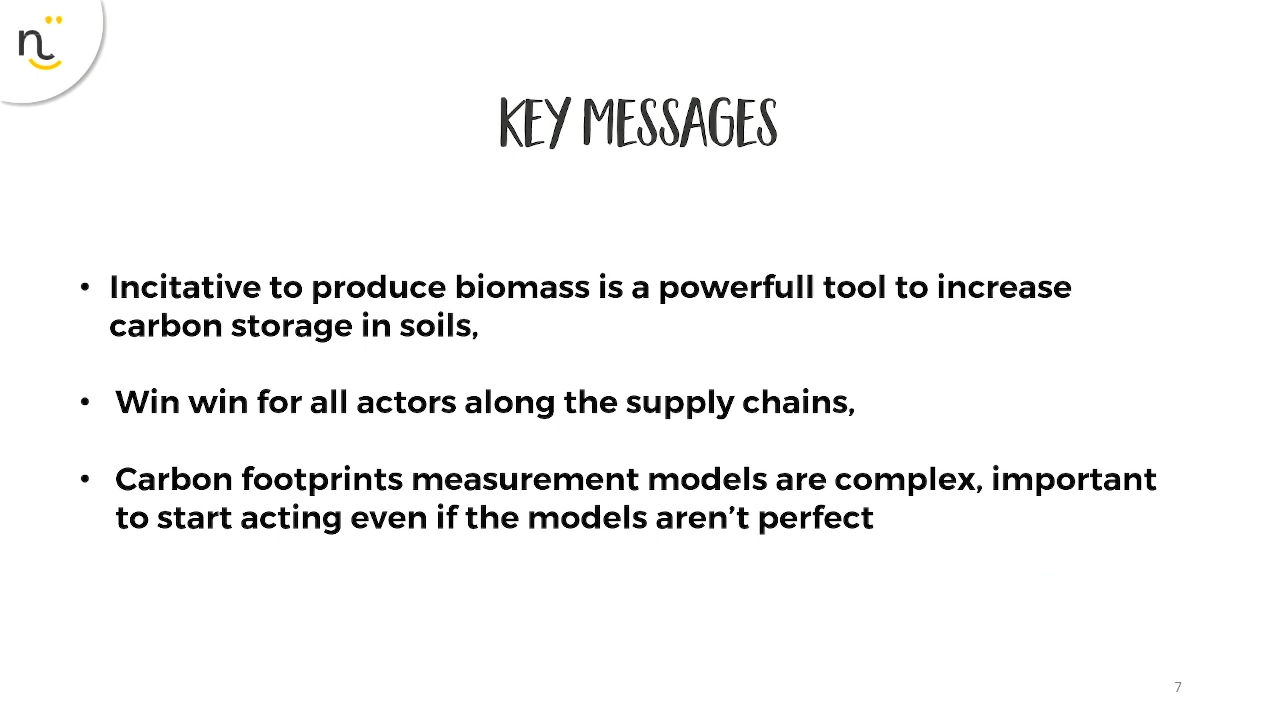 KEY MESSAGES
• Incitative to produce biomass is a powerfull tool to increase
carbon storage in soils,
• Win win for all actors along the supply chains,
• Carbon footprints measurement models are complex, important
to start acting even if the models aren’t perfect
7